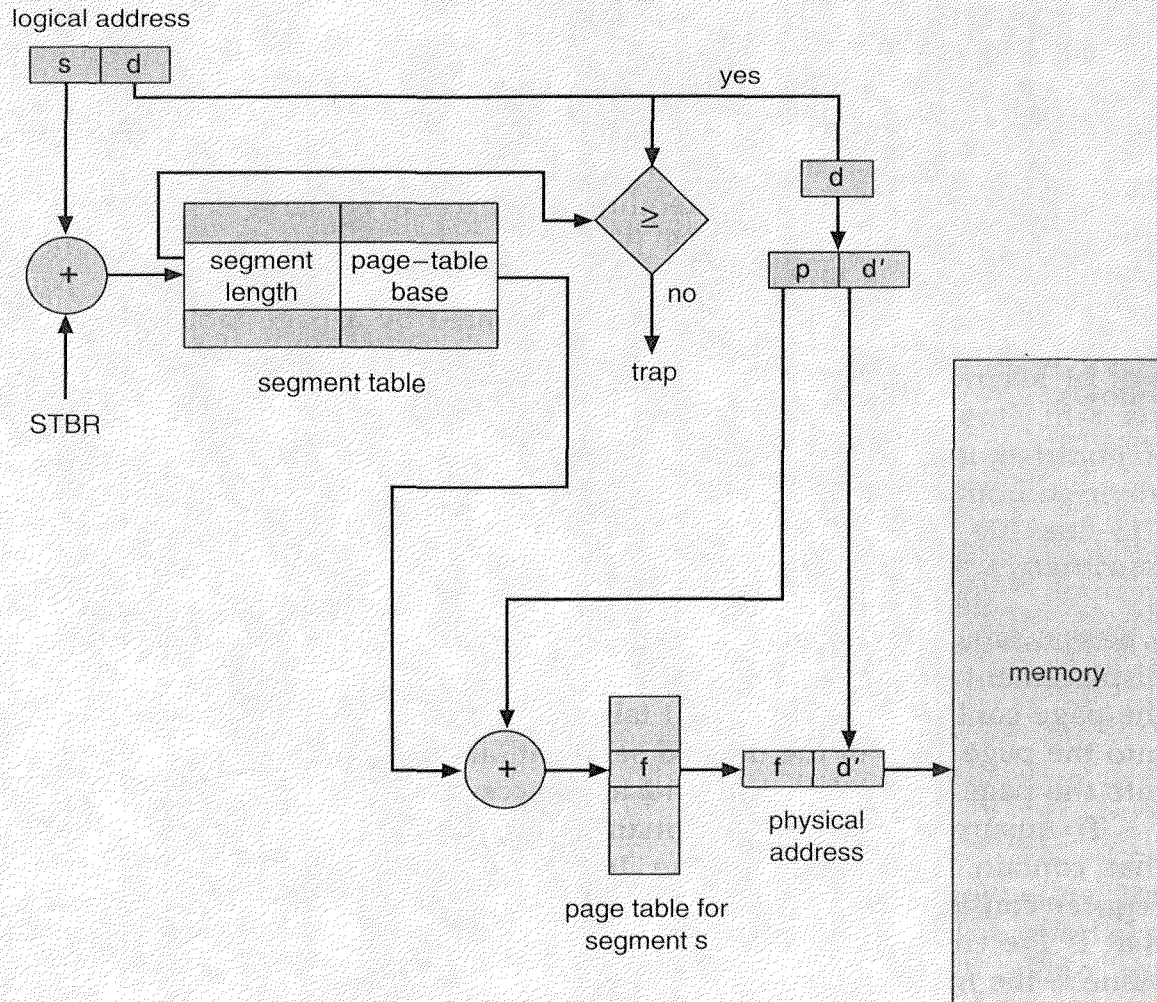 logical address
s d
yes
d
≥
+
segment length
page–table base
p d′
no
trap
segment table
STBR
memory
+
f
f d′
physical address
page table for segment s